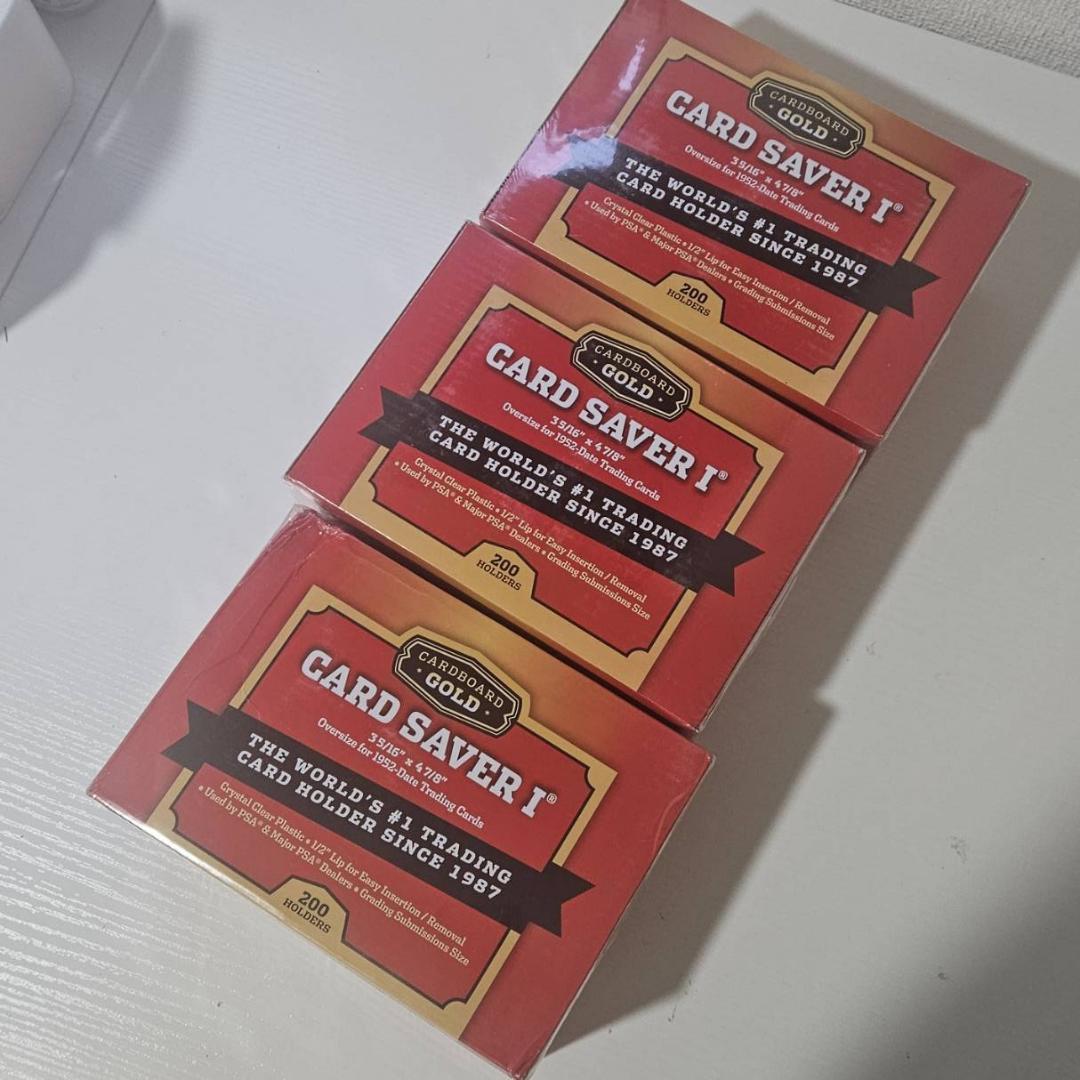 CARDBOARD
GOLD
CARD SAVER I®
3 5/16" x 4 7/8"
Oversize for 1952-Date Trading Cards
THE WORLD'S #1 TRADING
CARD HOLDER SINCE 1987
Crystal Clear Plastic • 1/2" Lip for Easy Insertion / Removal
• Used by PSA® & Major PSA® Dealers • Grading Submissions Size
200
HOLDERS
CARDBOARD
GOLD
CARD SAVER I®
3 5/16" x 4 7/8"
Oversize for 1952-Date Trading Cards
THE WORLD'S #1 TRADING
CARD HOLDER SINCE 1987
Crystal Clear Plastic • 1/2" Lip for Easy Insertion / Removal
• Used by PSA® & Major PSA® Dealers • Grading Submissions Size
200
HOLDERS
CARDBOARD
GOLD
CARD SAVER I®
3 5/16" x 4 7/8"
Oversize for 1952-Date Trading Cards
THE WORLD'S #1 TRADING
CARD HOLDER SINCE 1987
Crystal Clear Plastic • 1/2" Lip for Easy Insertion / Removal
• Used by PSA® & Major PSA® Dealers • Grading Submissions Size
200
HOLDERS